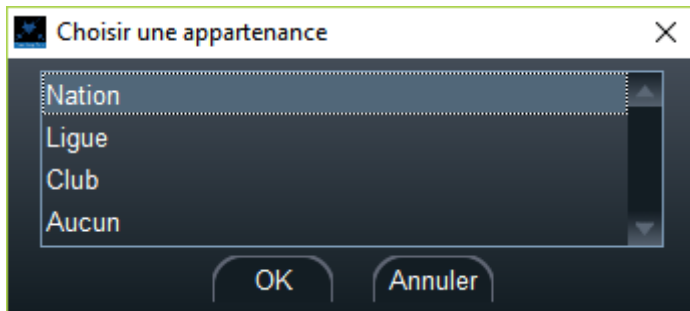 Choisir une appartenance
Nation
Ligue
Club
Aucun
OK
Annuler